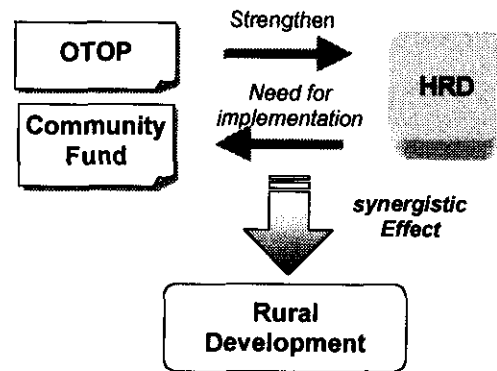 Strengthen
OTOP
HRD
Need for
implementation
Community
Fund
synergistic
Effect
Rural
Development